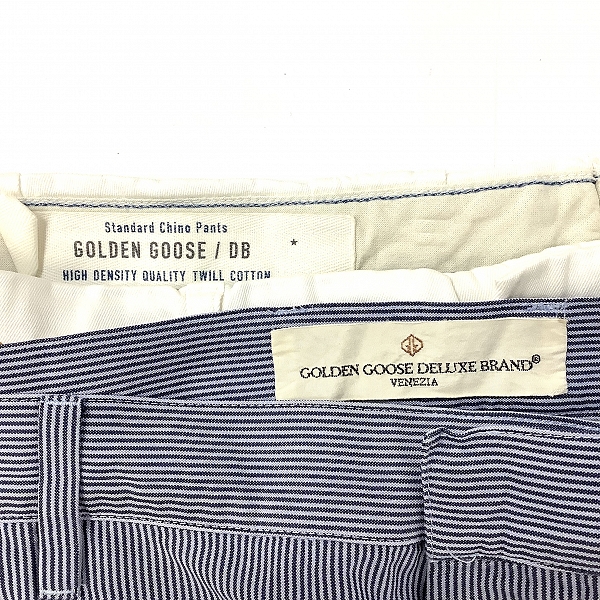 Standard Chino Pants
GOLDEN GOOSE / DB *
HIGH DENSITY QUALITY TWILL COTTON
GOLDEN GOOSE DELUXE BRAND®
VENEZIA